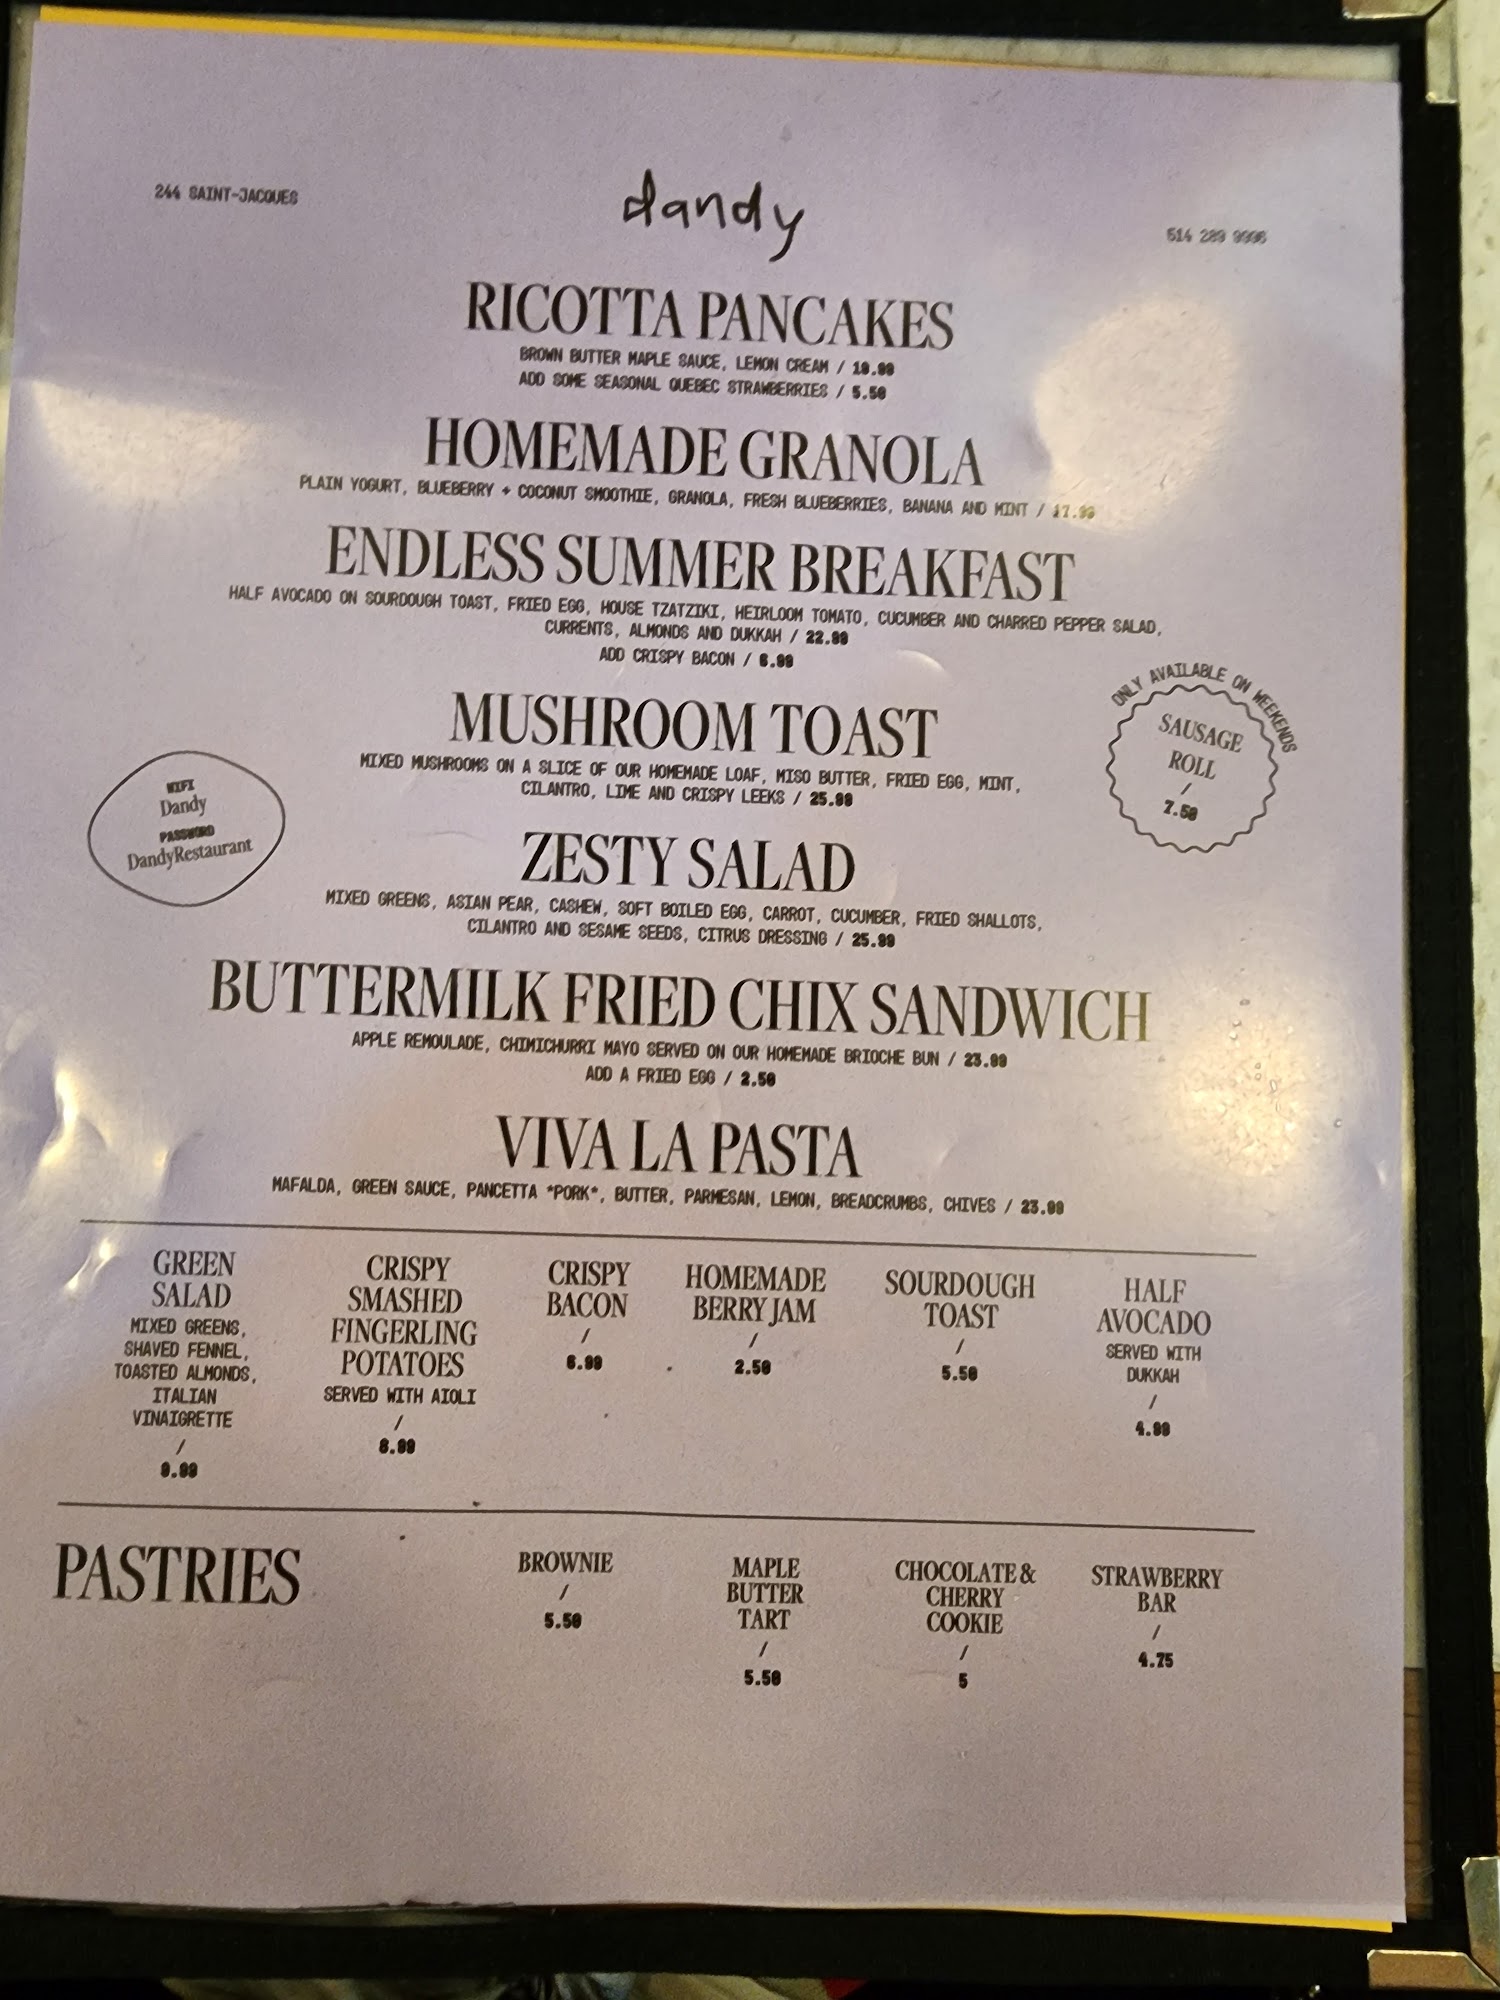 244 SAINT-JACQUES
dandy
514 289 9996
RICOTTA PANCAKES
BROWN BUTTER MAPLE SAUCE, LEMON CREAM / 19.99
ADD SOME SEASONAL QUEBEC STRAWBERRIES / 5.50
HOMEMADE GRANOLA
PLAIN YOGURT, BLUEBERRY + COCONUT SMOOTHIE, GRANOLA, FRESH BLUEBERRIES, BANANA AND MINT / 17.99
ENDLESS SUMMER BREAKFAST
HALF AVOCADO ON SOURDOUGH TOAST, FRIED EGG, HOUSE TZATZIKI, HEIRLOOM TOMATO, CUCUMBER AND CHARRED PEPPER SALAD,
CURRENTS, ALMONDS AND DUKKAH / 22.99
ADD CRISPY BACON / 6.99
MUSHROOM TOAST
MIXED MUSHROOMS ON A SLICE OF OUR HOMEMADE LOAF, MISO BUTTER, FRIED EGG, MINT,
CILANTRO, LIME AND CRISPY LEEKS / 25.99
ONLY AVAILABLE ON WEEKENDS
SAUSAGE
ROLL
/
7.50
WIFI
Dandy
PASSWORD
DandyRestaurant
ZESTY SALAD
MIXED GREENS, ASIAN PEAR, CASHEW, SOFT BOILED EGG, CARROT, CUCUMBER, FRIED SHALLOTS,
CILANTRO AND SESAME SEEDS, CITRUS DRESSING / 25.99
BUTTERMILK FRIED CHIX SANDWICH
APPLE REMOULADE, CHIMICHURRI MAYO SERVED ON OUR HOMEMADE BRIOCHE BUN / 23.99
ADD A FRIED EGG / 2.50
VIVA LA PASTA
MAFALDA, GREEN SAUCE, PANCETTA *PORK*, BUTTER, PARMESAN, LEMON, BREADCRUMBS, CHIVES / 23.99
GREEN
SALAD
MIXED GREENS,
SHAVED FENNEL,
TOASTED ALMONDS,
ITALIAN
VINAIGRETTE
/
9.99
CRISPY
SMASHED
FINGERLING
POTATOES
SERVED WITH AIOLI
/
8.99
CRISPY
BACON
/
6.99
HOMEMADE
BERRY JAM
/
2.50
SOURDOUGH
TOAST
/
5.50
HALF
AVOCADO
SERVED WITH
DUKKAH
/
4.99
PASTRIES
BROWNIE
/
5.50
MAPLE
BUTTER
TART
/
5.50
CHOCOLATE &
CHERRY
COOKIE
/
5
STRAWBERRY
BAR
/
4.75